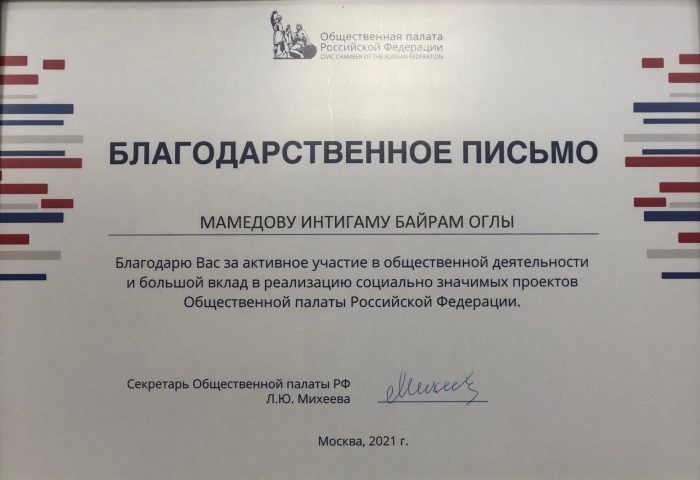 Общественная палата
Российской Федерации
CIVIC CHAMBER OF THE RUSSIAN FEDERATION
БЛАГОДАРСТВЕННОЕ ПИСЬМО
МАМЕДОВУ ИНТИГАМУ БАЙРАМ ОГЛЫ
Благодарю Вас за активное участие в общественной деятельности
и большой вклад в реализацию социально значимых проектов
Общественной палаты Российской Федерации.
Секретарь Общественной палаты РФ
Л.Ю. Михеева
Москва, 2021 г.